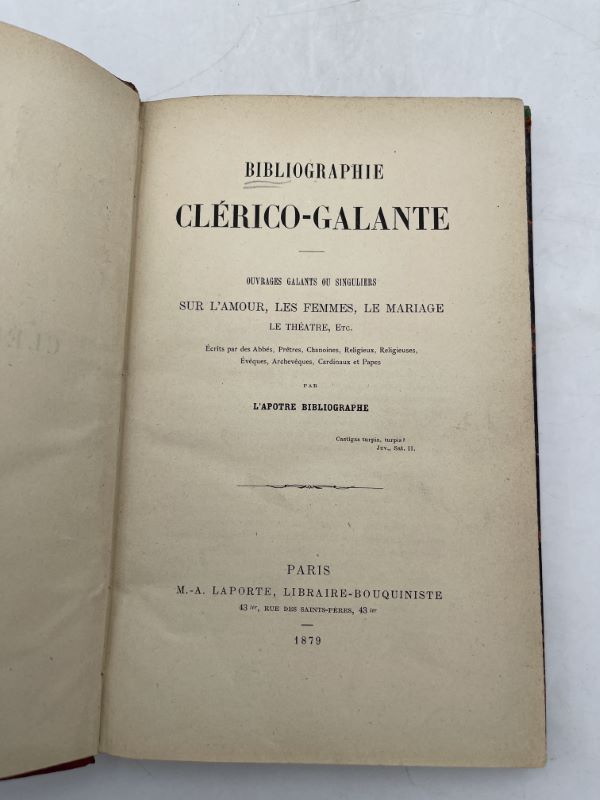 BIBLIOGRAPHIE
CLÉRICO-GALANTE
OUVRAGES GALANTS OU SINGULIERS
SUR L'AMOUR, LES FEMMES, LE MARIAGE
LE THÉATRE, ETC.
Écrits par des Abbés, Prêtres, Chanoines, Religieux, Religieuses,
Évêques, Archevêques, Cardinaux et Papes
PAR
L'APOTRE BIBLIOGRAPHE
Castigas turpia, turpis?
JUV., Sat. II.
PARIS
M.-A. LAPORTE, LIBRAIRE-BOUQUINISTE
43 ter, RUE DES SAINTS-PÈRES, 43 ter
1879